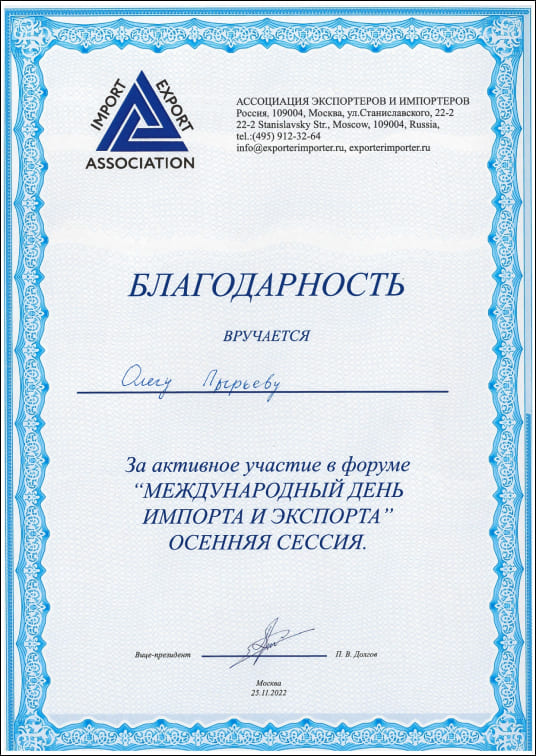 IMPORT EXPORT
ASSOCIATION
АССОЦИАЦИЯ ЭКСПОРТЕРОВ И ИМПОРТЕРОВ
Россия, 109004, Москва, ул.Станиславского, 22-2
22-2 Stanislavsky Str., Moscow, 109004, Russia,
tel.:(495) 912-32-64
info@exporterimporter.ru, exporterimporter.ru
БЛАГОДАРНОСТЬ
ВРУЧАЕТСЯ
Олегу Пырьеву
За активное участие в форуме
“МЕЖДУНАРОДНЫЙ ДЕНЬ
ИМПОРТА И ЭКСПОРТА”
ОСЕННЯЯ СЕССИЯ.
Вице-президент П. В. Долгов
Москва
25.11.2022